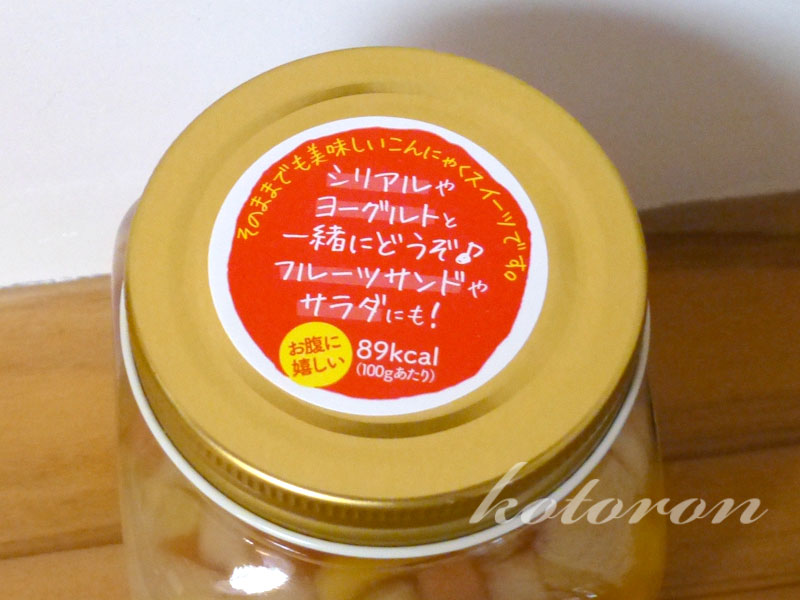 そのままでも美味しいこんにゃくスイーツです。
シリアルや
ヨーグルトと
一緒にどうぞ♪
フルーツサンドや
サラダにも!
お腹に
嬉しい
89kcal
(100gあたり)
kotoron